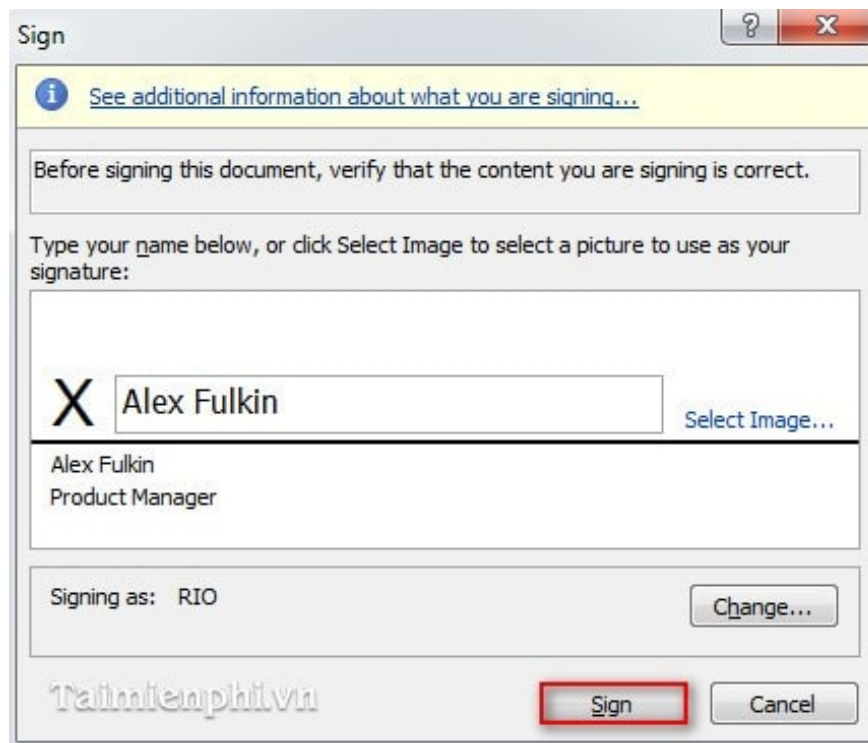 Sign
See additional information about what you are signing...
Before signing this document, verify that the content you are signing is correct.
Type your name below, or click Select Image to select a picture to use as your
signature:
X Alex Fulkin
Select Image...
Alex Fulkin
Product Manager
Signing as: RIO
Change...
Taimienphi.vn
Sign
Cancel